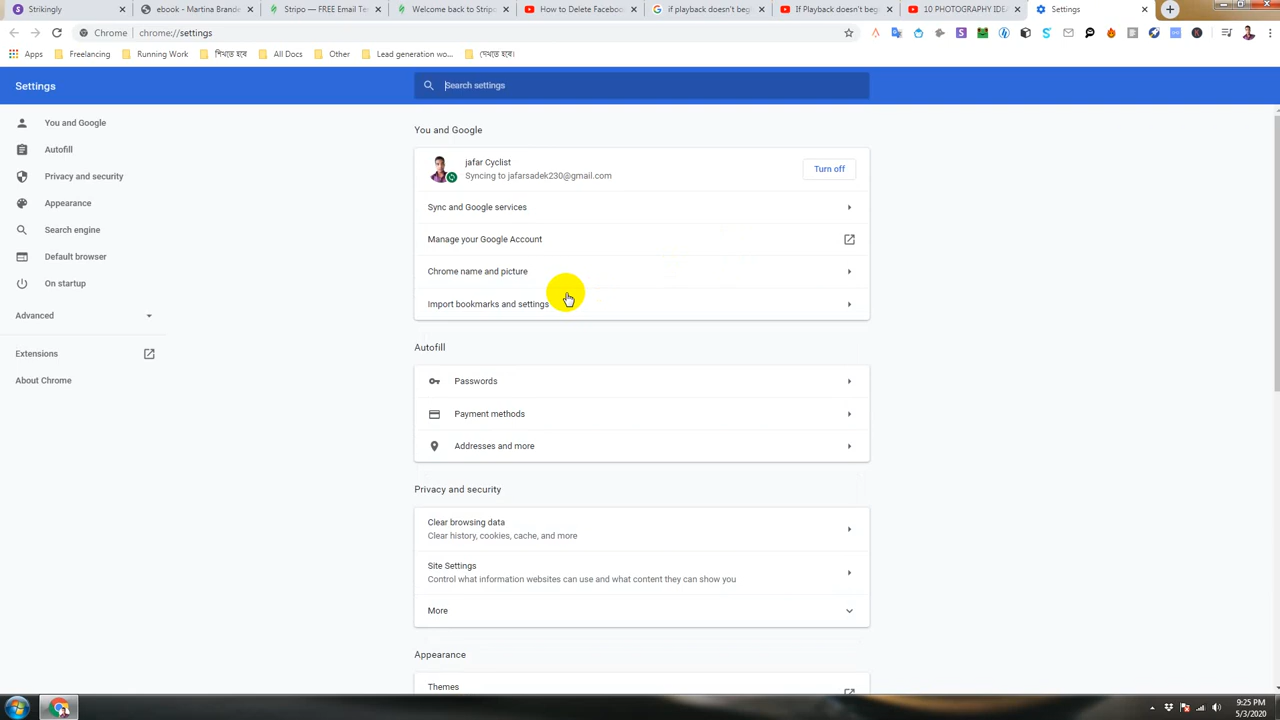 Strikingly
ebook - Martina Brande
Stripo — FREE Email Te
Welcome back to Stripo
How to Delete Facebook
if playback doesn't beg
If Playback doesn't begi
10 PHOTOGRAPHY IDE
Settings
Chrome | chrome://settings
Apps
Freelancing
Running Work
শিখতে হবে
All Docs
Other
Lead generation wo...
দেখতে হবে।
Settings
Search settings
You and Google
Autofill
Privacy and security
Appearance
Search engine
Default browser
On startup
Advanced
Extensions
About Chrome
You and Google
jafar Cyclist
Syncing to jafarsadek230@gmail.com
Turn off
Sync and Google services
Manage your Google Account
Chrome name and picture
Import bookmarks and settings
Autofill
Passwords
Payment methods
Addresses and more
Privacy and security
Clear browsing data
Clear history, cookies, cache, and more
Site Settings
Control what information websites can use and what content they can show you
More
Appearance
Themes
9:25 PM
5/3/2020